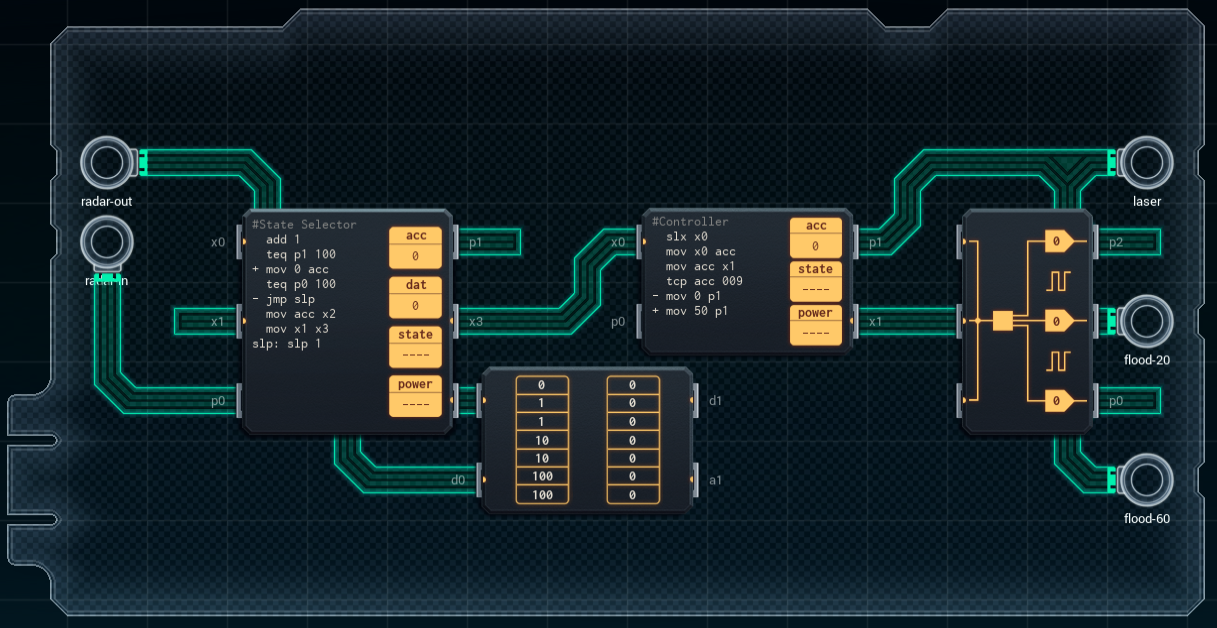 radar-out
radar-in
x0
x1
p0
#State Selector
add 1
teq p1 100
+ mov 0 acc
teq p0 100
- jmp slp
mov acc x2
mov x1 x3
slp: slp 1
acc
0
dat
0
state
----
power
----
p1
x3
d0
0 0
1 0
1 0
10 0
10 0
100 0
100 0
d1
a1
x0
p0
#Controller
slx x0
mov x0 acc
mov acc x1
tcp acc 009
- mov 0 p1
+ mov 50 p1
acc
0
state
----
power
----
p1
x1
0
0
0
p2
p0
laser
flood-20
flood-60